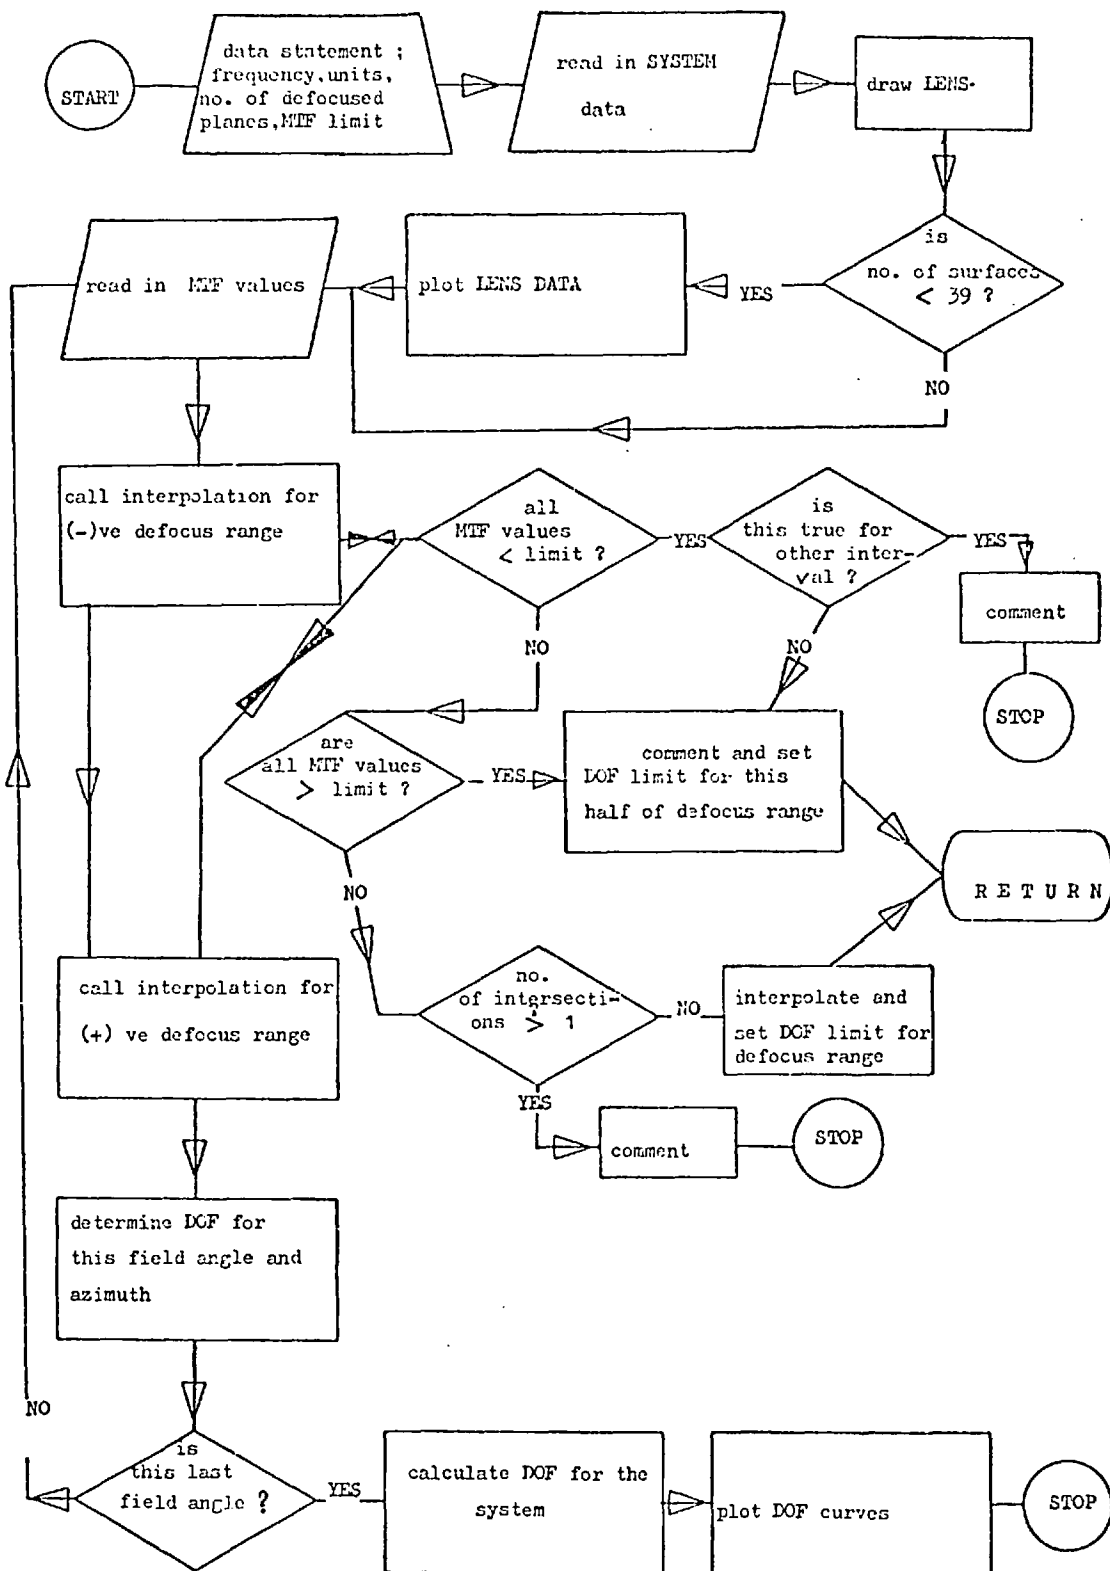 START
data statement ;
frequency,units,
no. of defocused
planes,MTF limit
read in SYSTEM
data
draw LENS.
is
no. of surfaces
< 39 ?
YES
NO
plot LENS DATA
read in MTF values
call interpolation for
(-)ve defocus range
all
MTF values
< limit ?
YES
is
this true for
other inter-
val ?
YES
comment
STOP
NO
NO
are
all MTF values
> limit ?
YES
comment and set
DOF limit for this
half of defocus range
R E T U R N
NO
no.
of intersecti-
ons > 1
NO
interpolate and
set DOF limit for
defocus range
YES
comment
STOP
call interpolation for
(+) ve defocus range
determine DOF for
this field angle and
azimuth
NO
is
this last
field angle ?
YES
calculate DOF for the
system
plot DOF curves
STOP